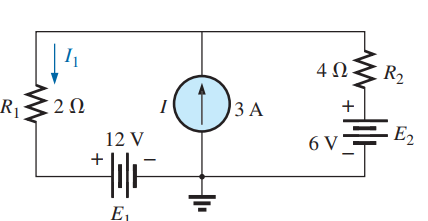 I1
4 Ω R2
R1 2 Ω I 3 A
+
12 V 6 V E2
+ − −
E1